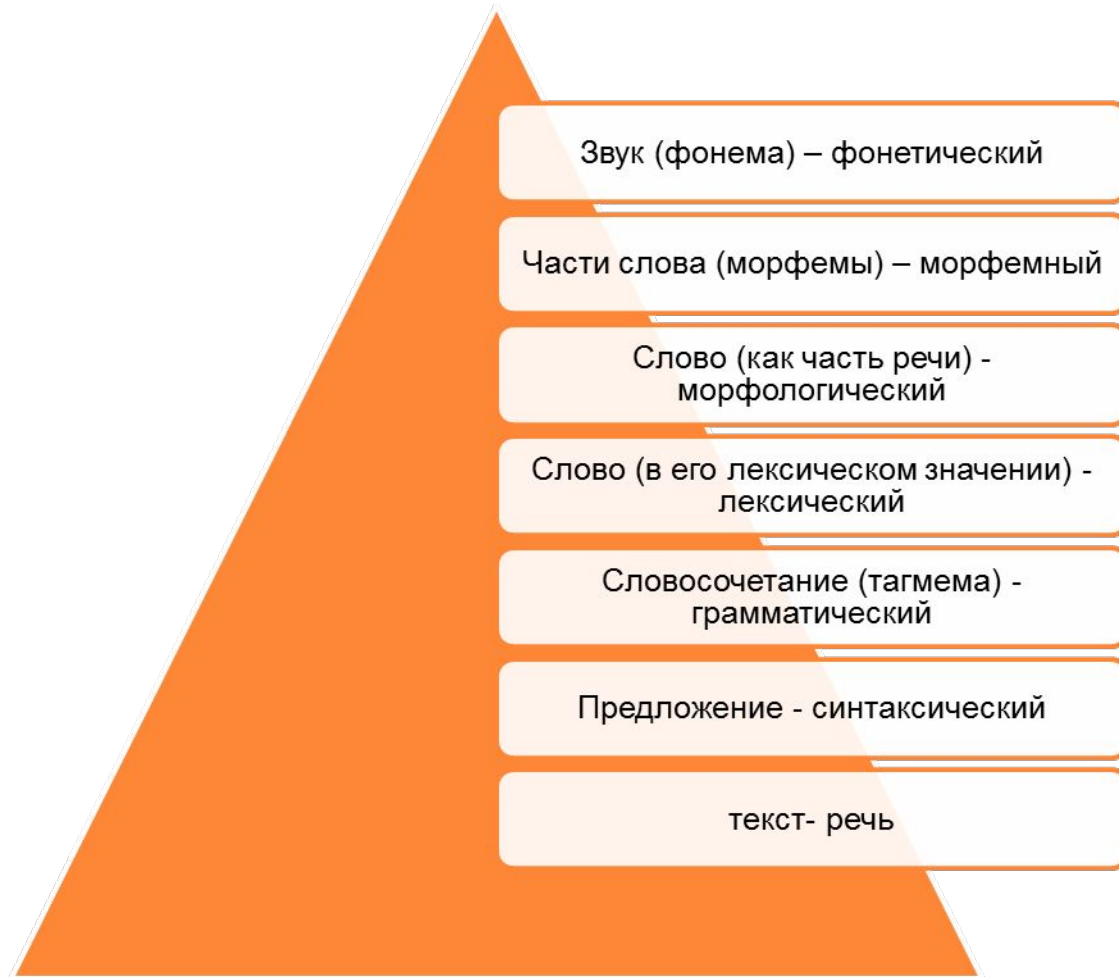 Звук (фонема) – фонетический
Части слова (морфемы) – морфемный
Слово (как часть речи) -
морфологический
Слово (в его лексическом значении) -
лексический
Словосочетание (тагмема) -
грамматический
Предложение - синтаксический
текст- речь